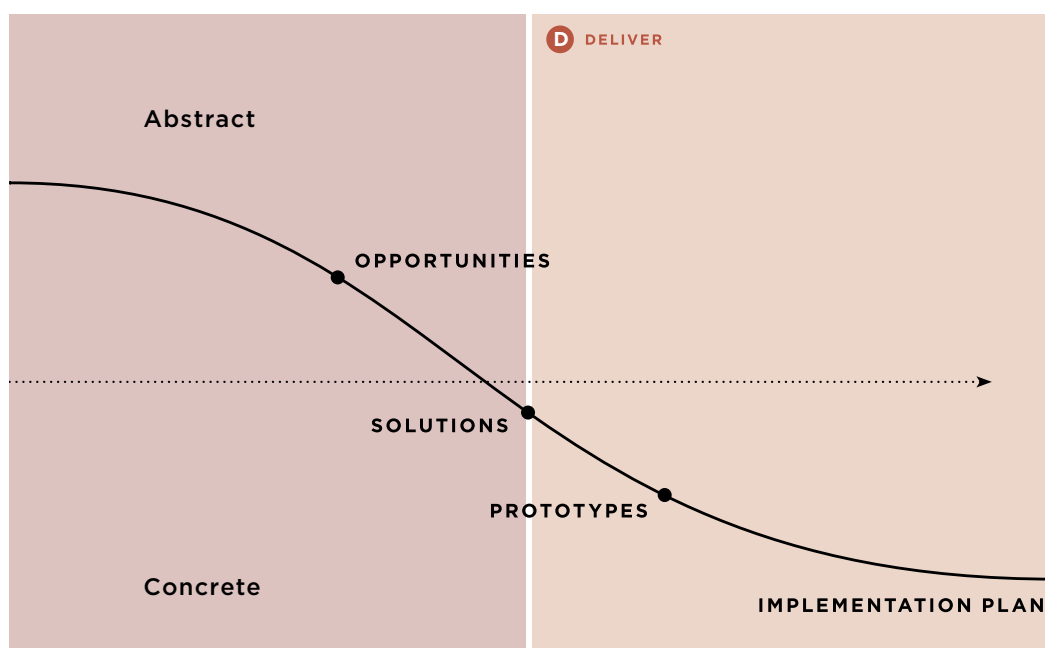 D DELIVER
Abstract
OPPORTUNITIES
SOLUTIONS
PROTOTYPES
Concrete
IMPLEMENTATION PLAN